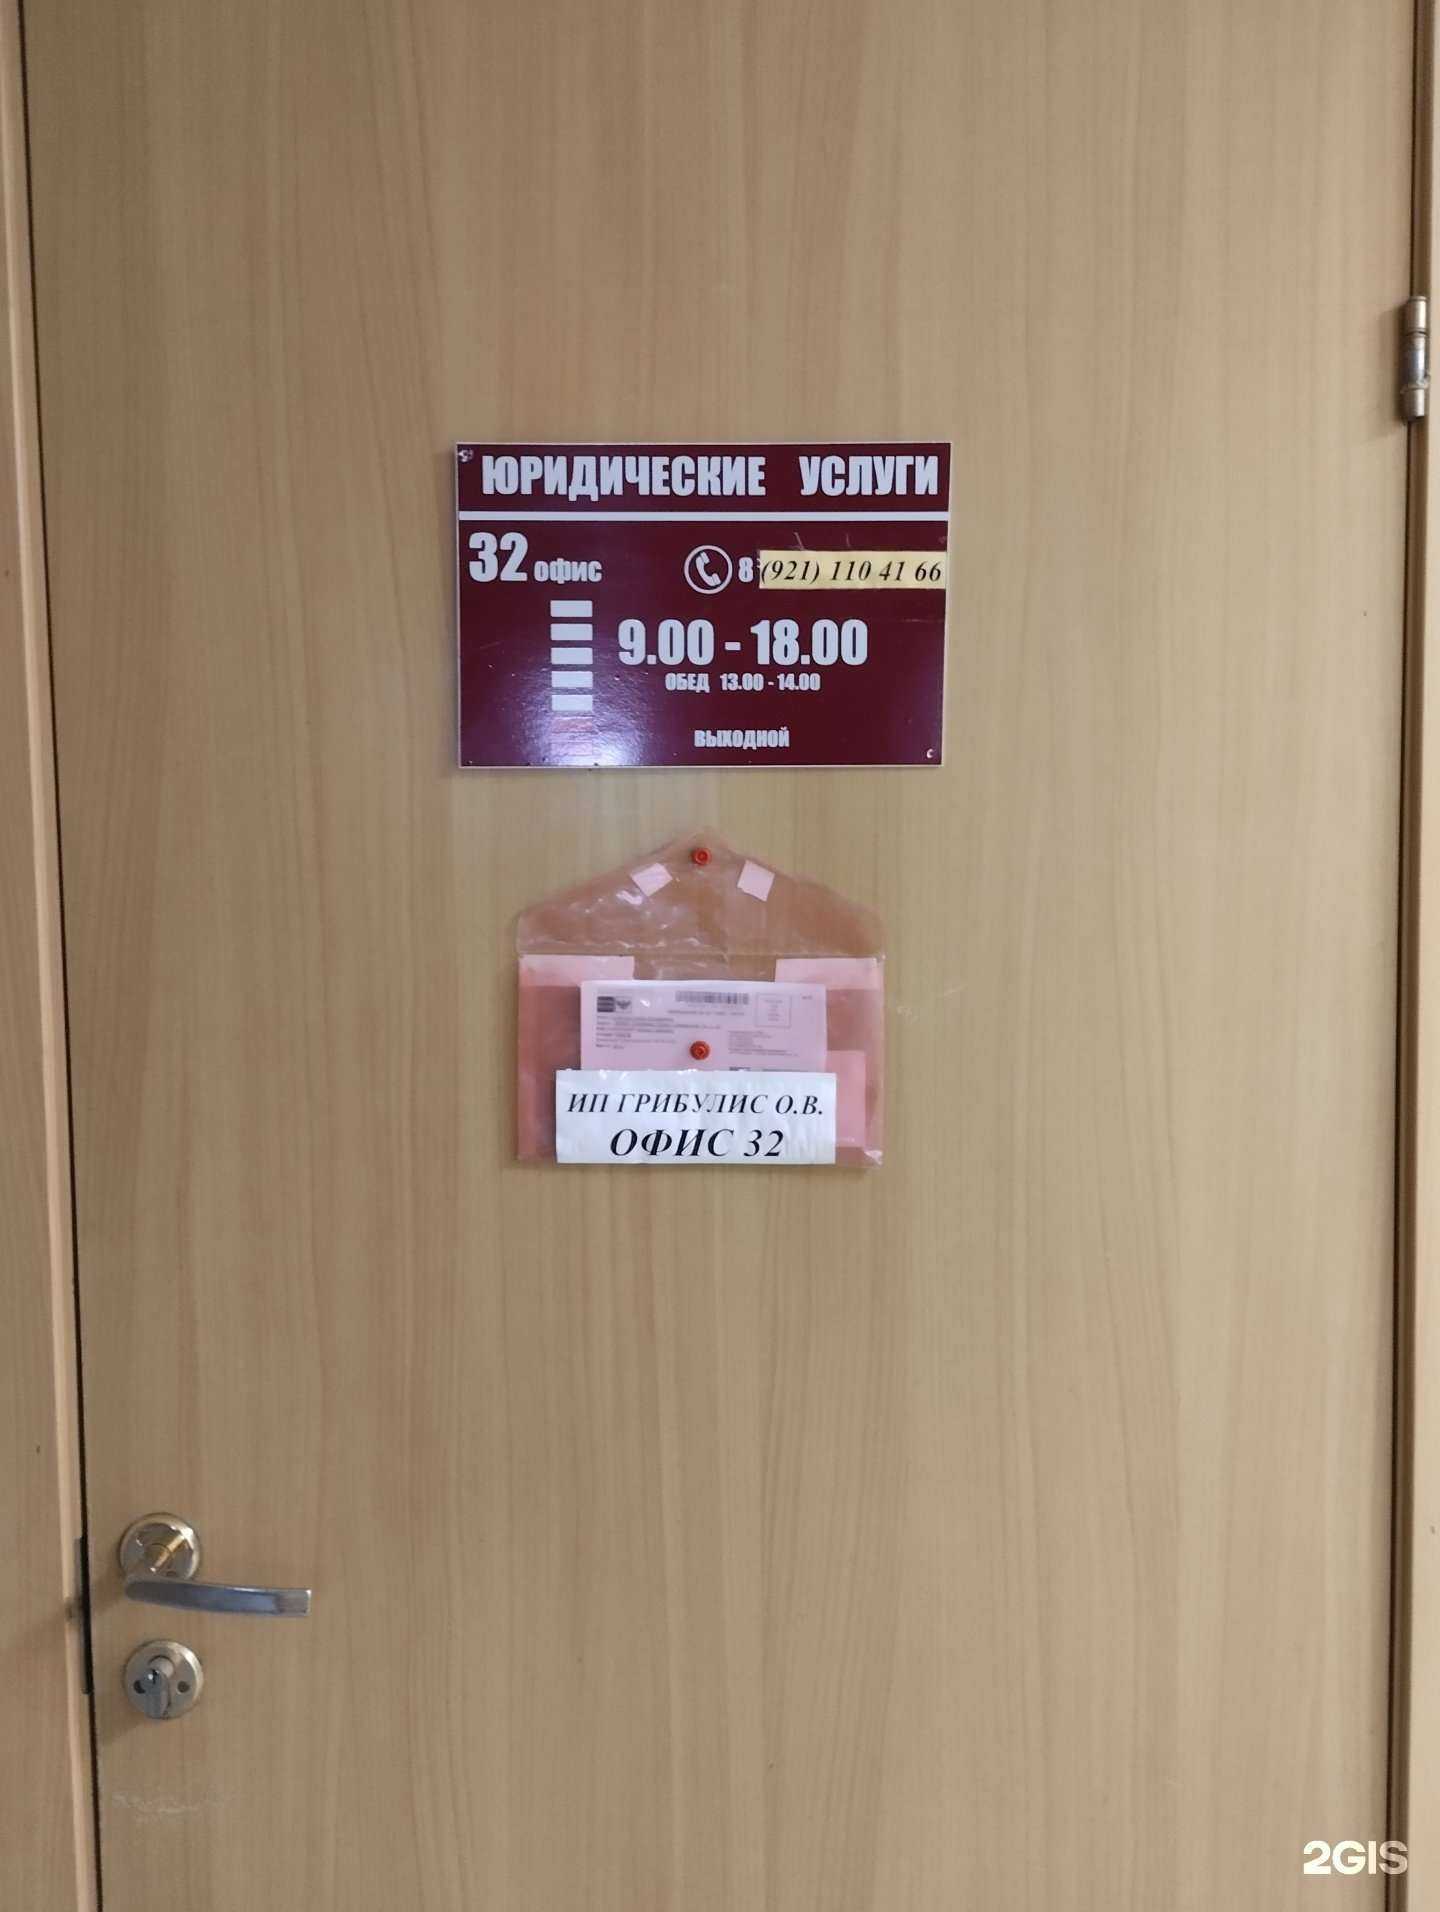 ЮРИДИЧЕСКИЕ УСЛУГИ
32 офис
8 (921) 110 41 66
9.00 - 18.00
ОБЕД 13.00 - 14.00
ВЫХОДНОЙ
ИП ГРИБУЛИС О.В.
ОФИС 32
2GIS